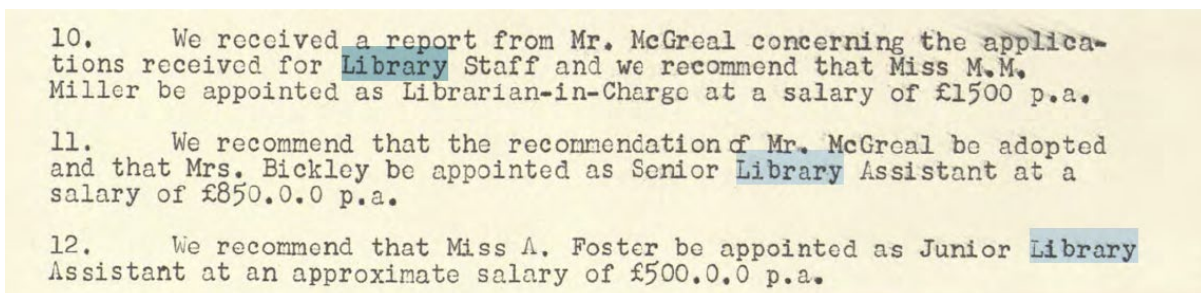 10. We received a report from Mr. McGreal concerning the applica-
tions received for Library Staff and we recommend that Miss M.M.
Miller be appointed as Librarian-in-Charge at a salary of £1500 p.a.
11. We recommend that the recommendation of Mr. McGreal be adopted
and that Mrs. Bickley be appointed as Senior Library Assistant at a
salary of £850.0.0 p.a.
12. We recommend that Miss A. Foster be appointed as Junior Library
Assistant at an approximate salary of £500.0.0 p.a.